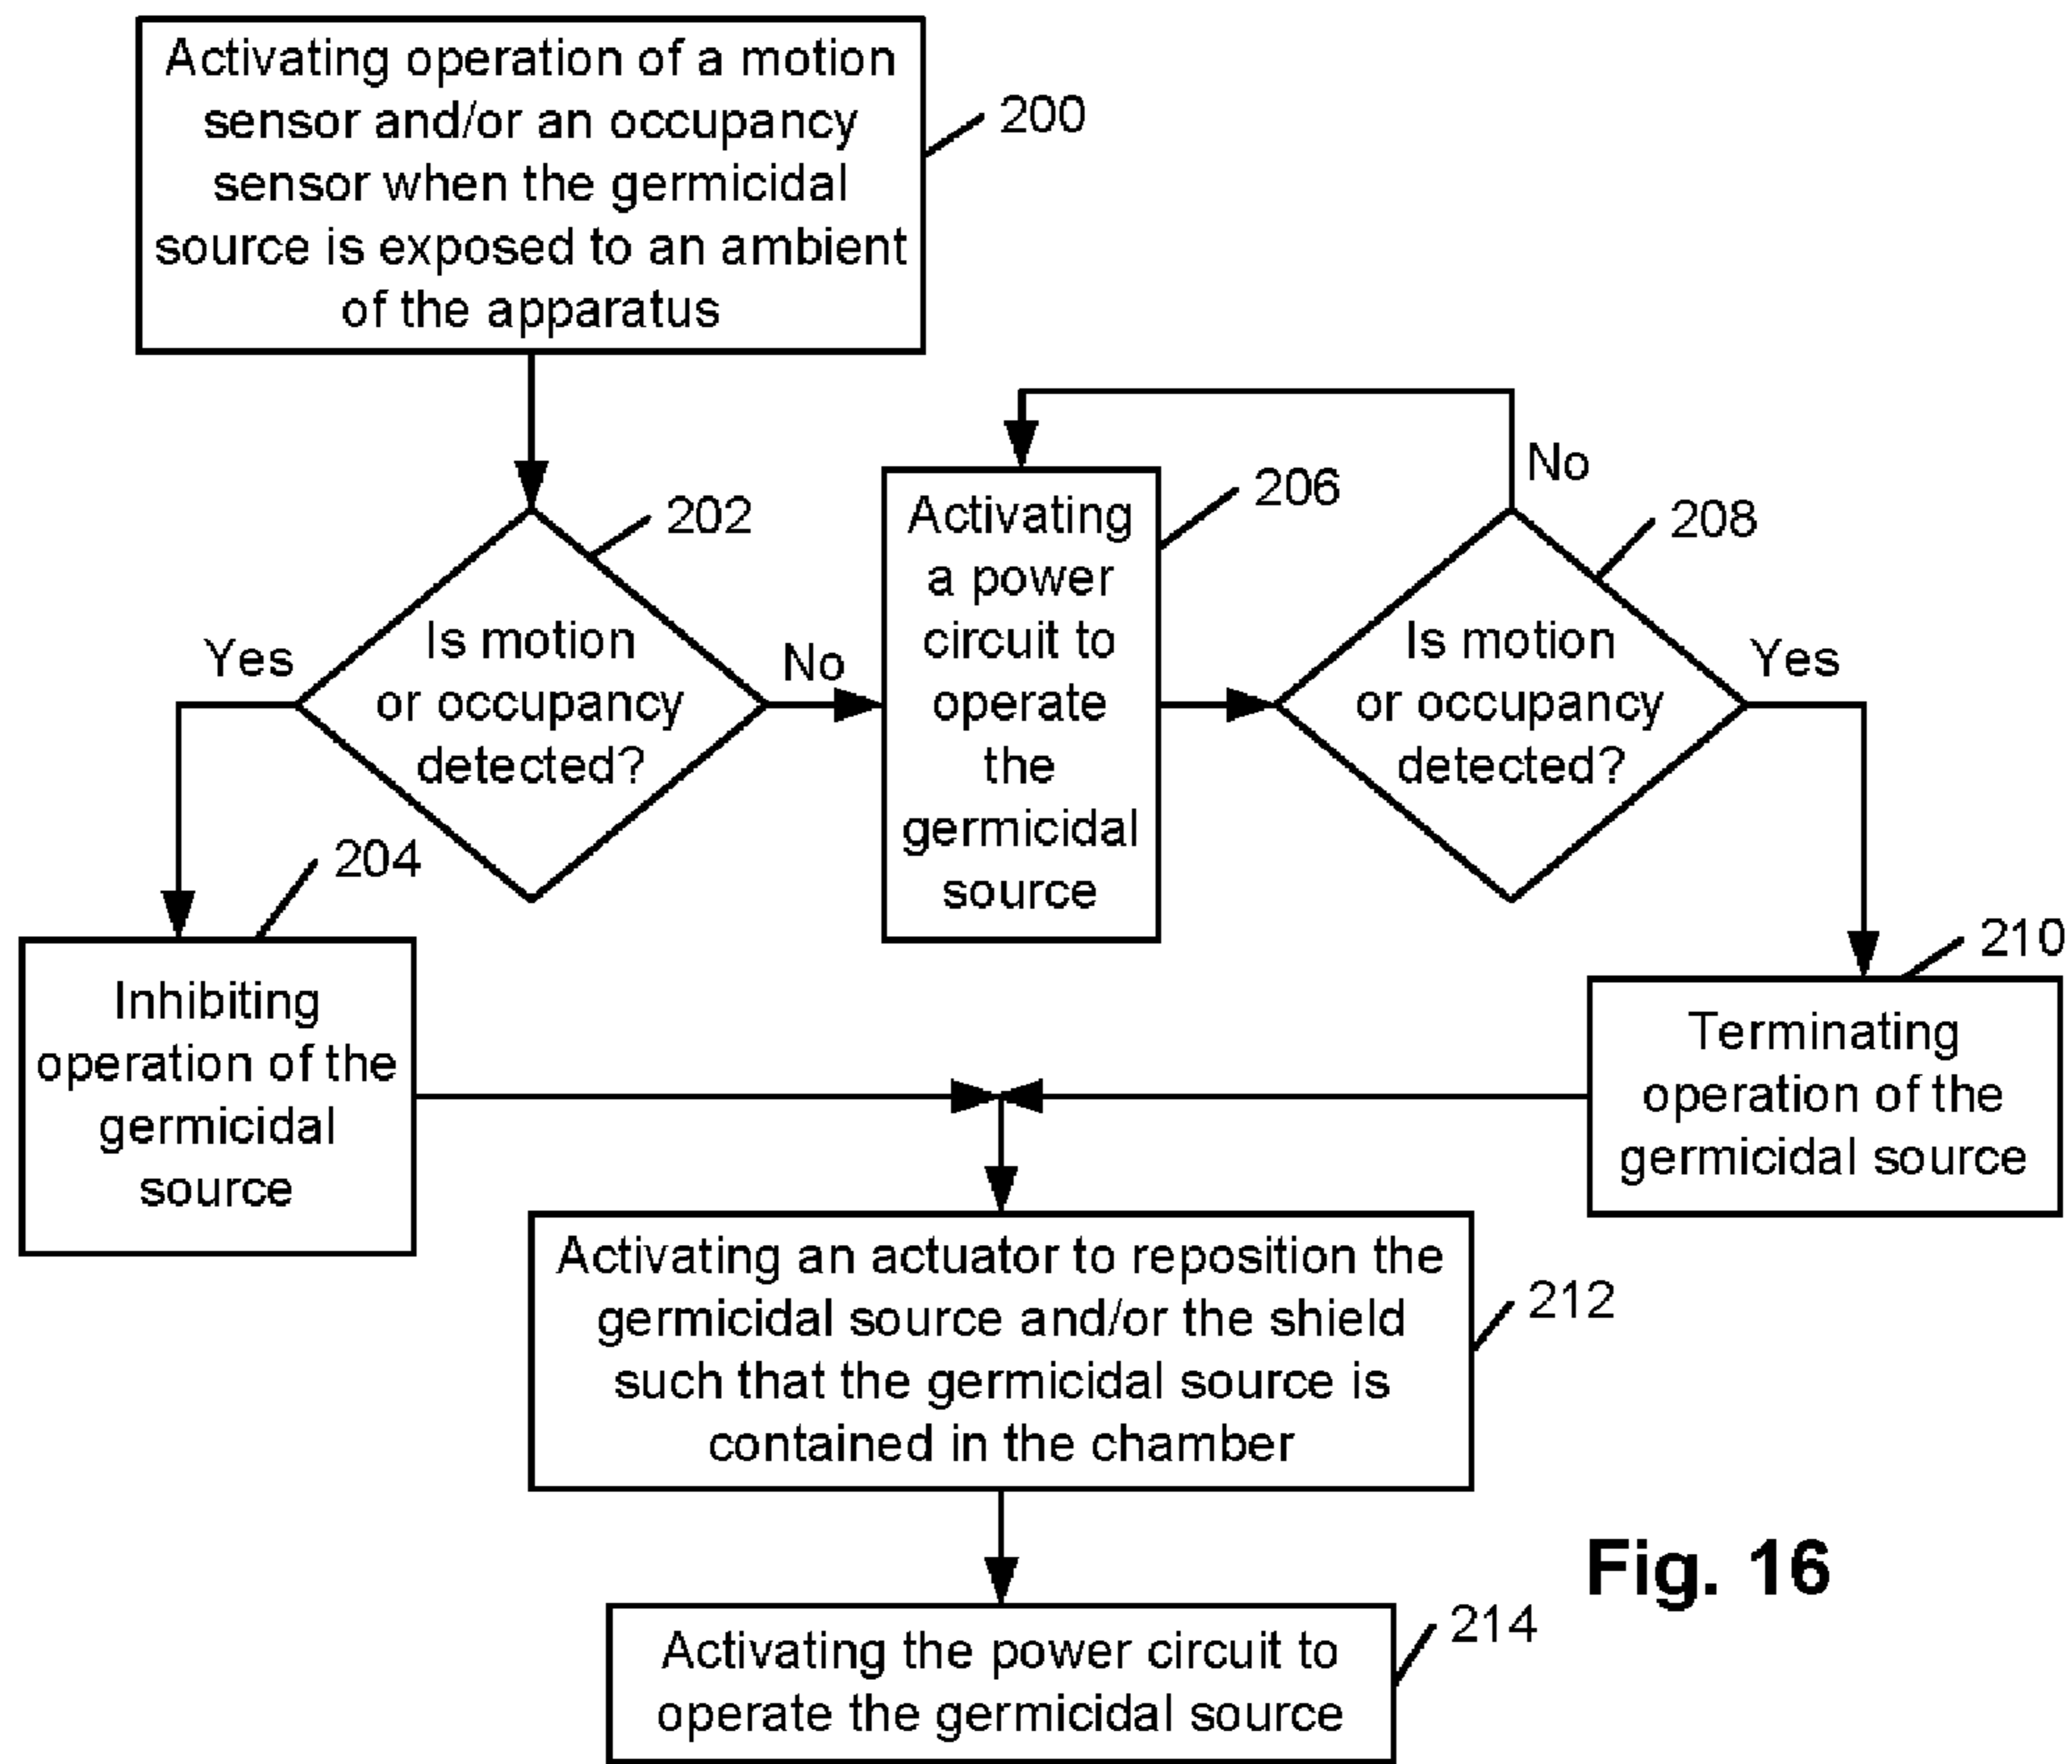 Activating operation of a motion
sensor and/or an occupancy
sensor when the germicidal
source is exposed to an ambient
of the apparatus
200
202
Is motion
or occupancy
detected?
Yes
No
204
Inhibiting
operation of the
germicidal
source
206
Activating
a power
circuit to
operate
the
germicidal
source
No
208
Is motion
or occupancy
detected?
Yes
210
Terminating
operation of the
germicidal source
Activating an actuator to reposition the
germicidal source and/or the shield
such that the germicidal source is
contained in the chamber
212
Activating the power circuit to
operate the germicidal source
214
Fig. 16